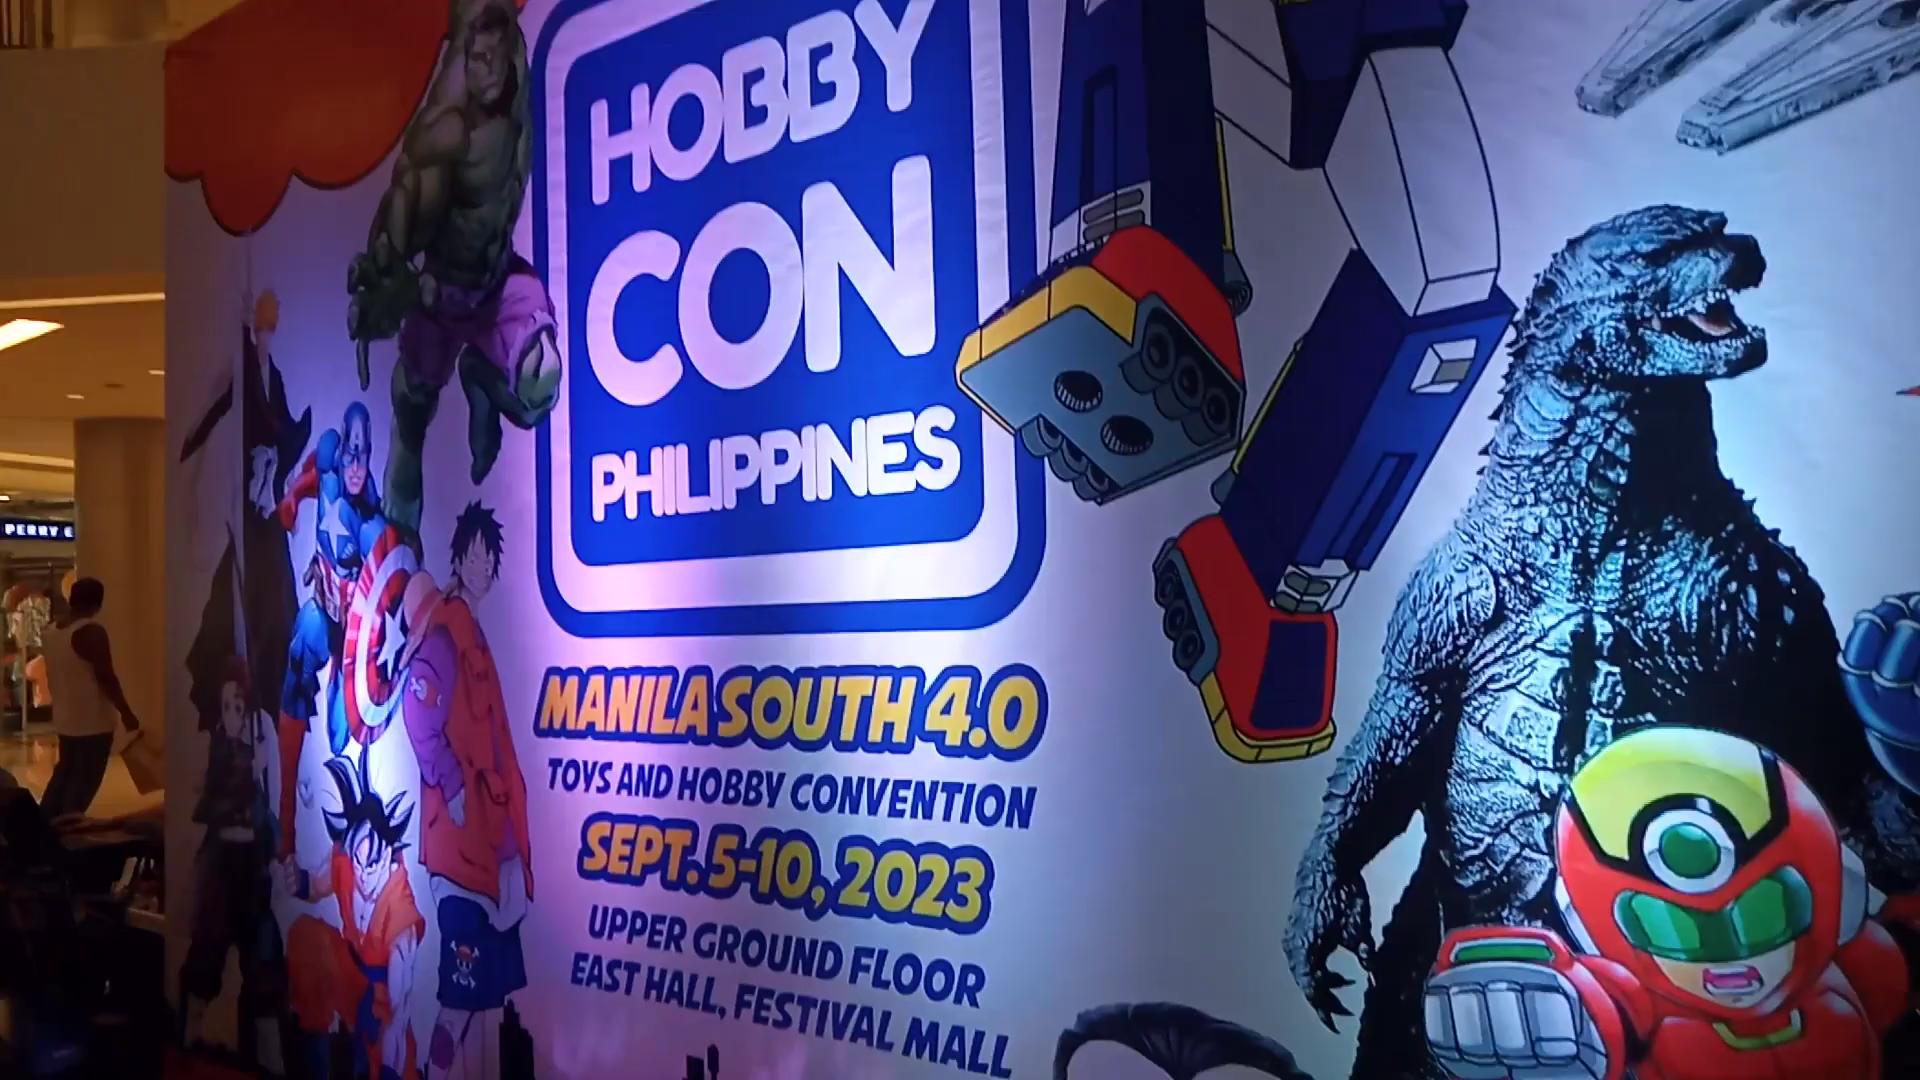 HOBBY
CON
PHILIPPINES
MANILA SOUTH 4.0
TOYS AND HOBBY CONVENTION
SEPT. 5-10, 2023
UPPER GROUND FLOOR
EAST HALL, FESTIVAL MALL
PERRY